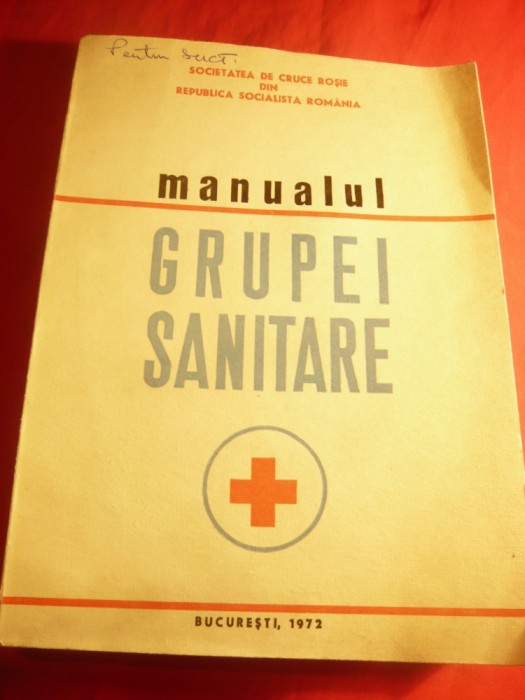 Pentru
SOCIETATEA DE CRUCE ROȘIE
DIN
REPUBLICA SOCIALISTA ROMÂNIA
manualul
GRUPEI
SANITARE
BUCUREȘTI, 1972